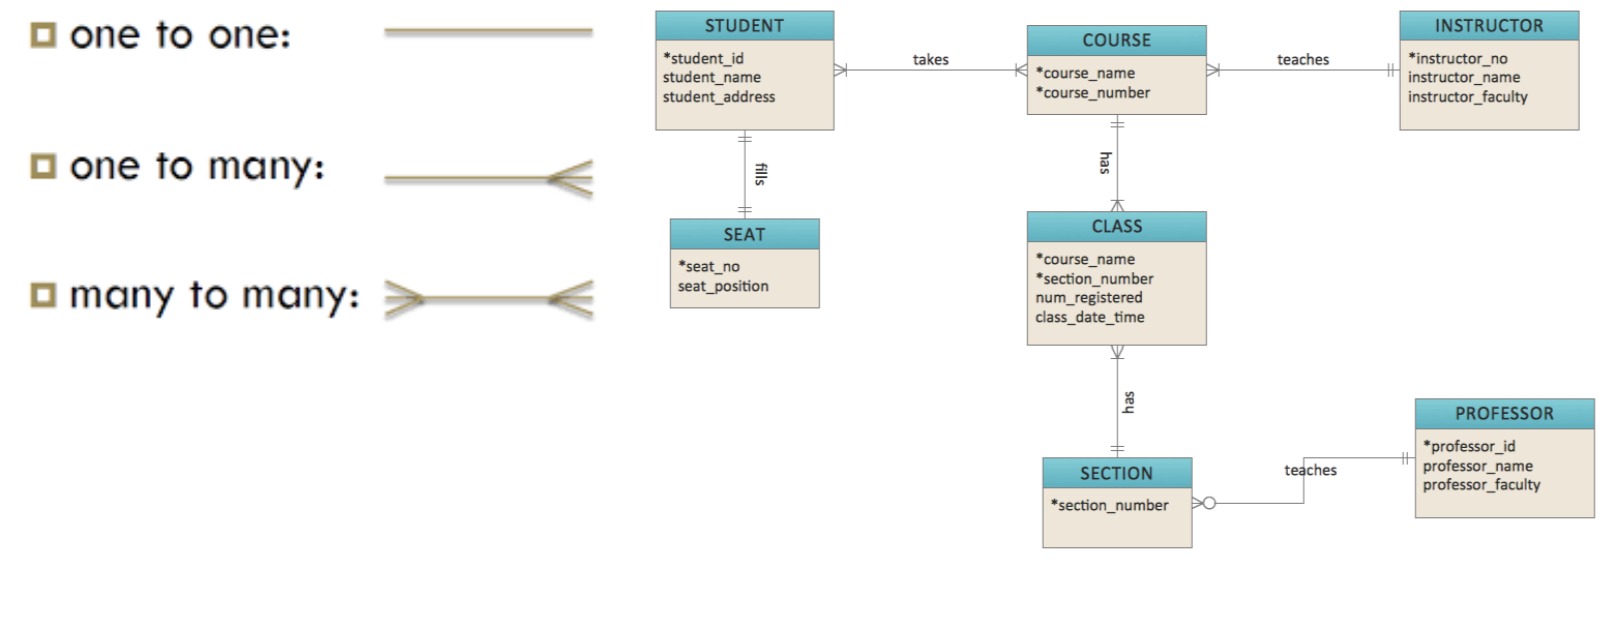 one to one:
one to many:
many to many:
STUDENT
*student_id
student_name
student_address
takes
COURSE
*course_name
*course_number
teaches
INSTRUCTOR
*instructor_no
instructor_name
instructor_faculty
fills
has
SEAT
*seat_no
seat_position
CLASS
*course_name
*section_number
num_registered
class_date_time
has
SECTION
*section_number
teaches
PROFESSOR
*professor_id
professor_name
professor_faculty